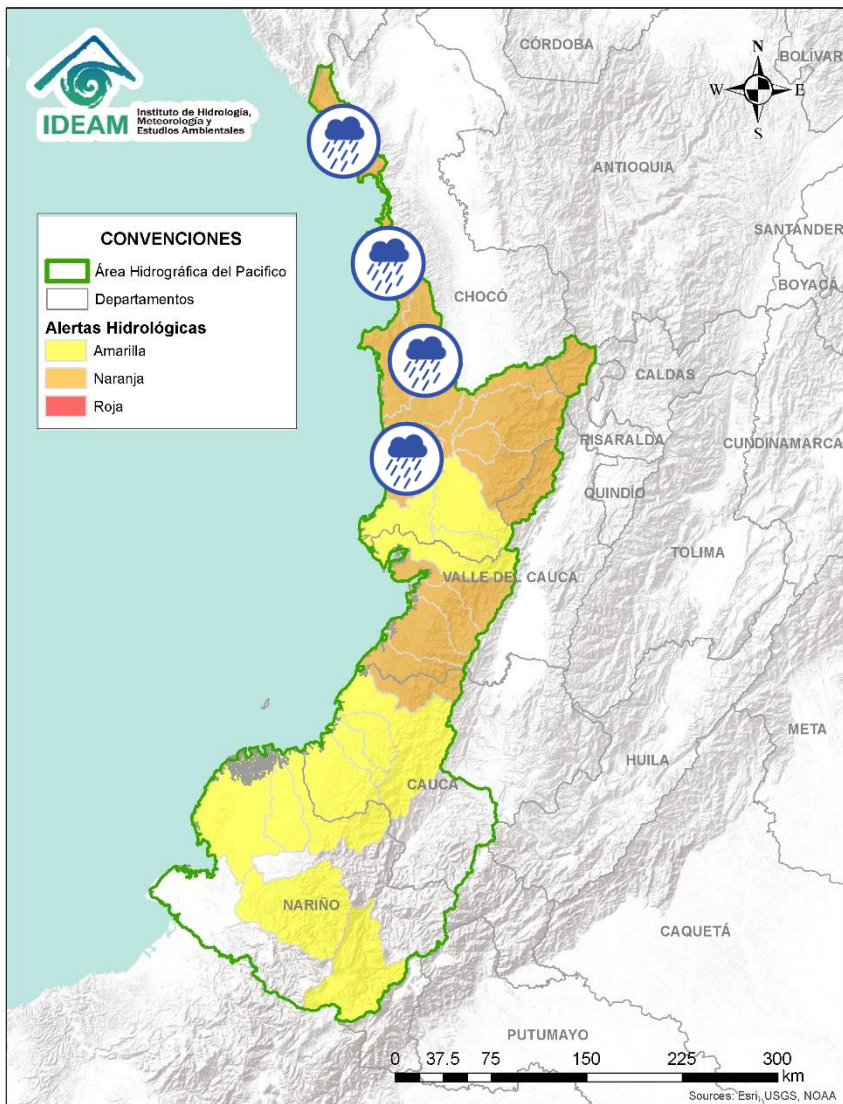 IDEAM
Instituto de Hidrología,
Meteorología y
Estudios Ambientales
CÓRDOBA
BOLÍVAR
N
W
E
S
ANTIOQUIA
SANTANDER
BOYACÁ
CONVENCIONES
Área Hidrográfica del Pacifico
Departamentos
Alertas Hidrológicas
Amarilla
Naranja
Roja
CHOCÓ
CALDAS
RISARALDA
CUNDINAMARCA
QUINDÍO
TOLIMA
VALLE DEL CAUCA
META
HUILA
CAUCA
NARIÑO
CAQUETÁ
PUTUMAYO
0 37.5 75 150 225 300
km
Sources: Esri, USGS, NOAA